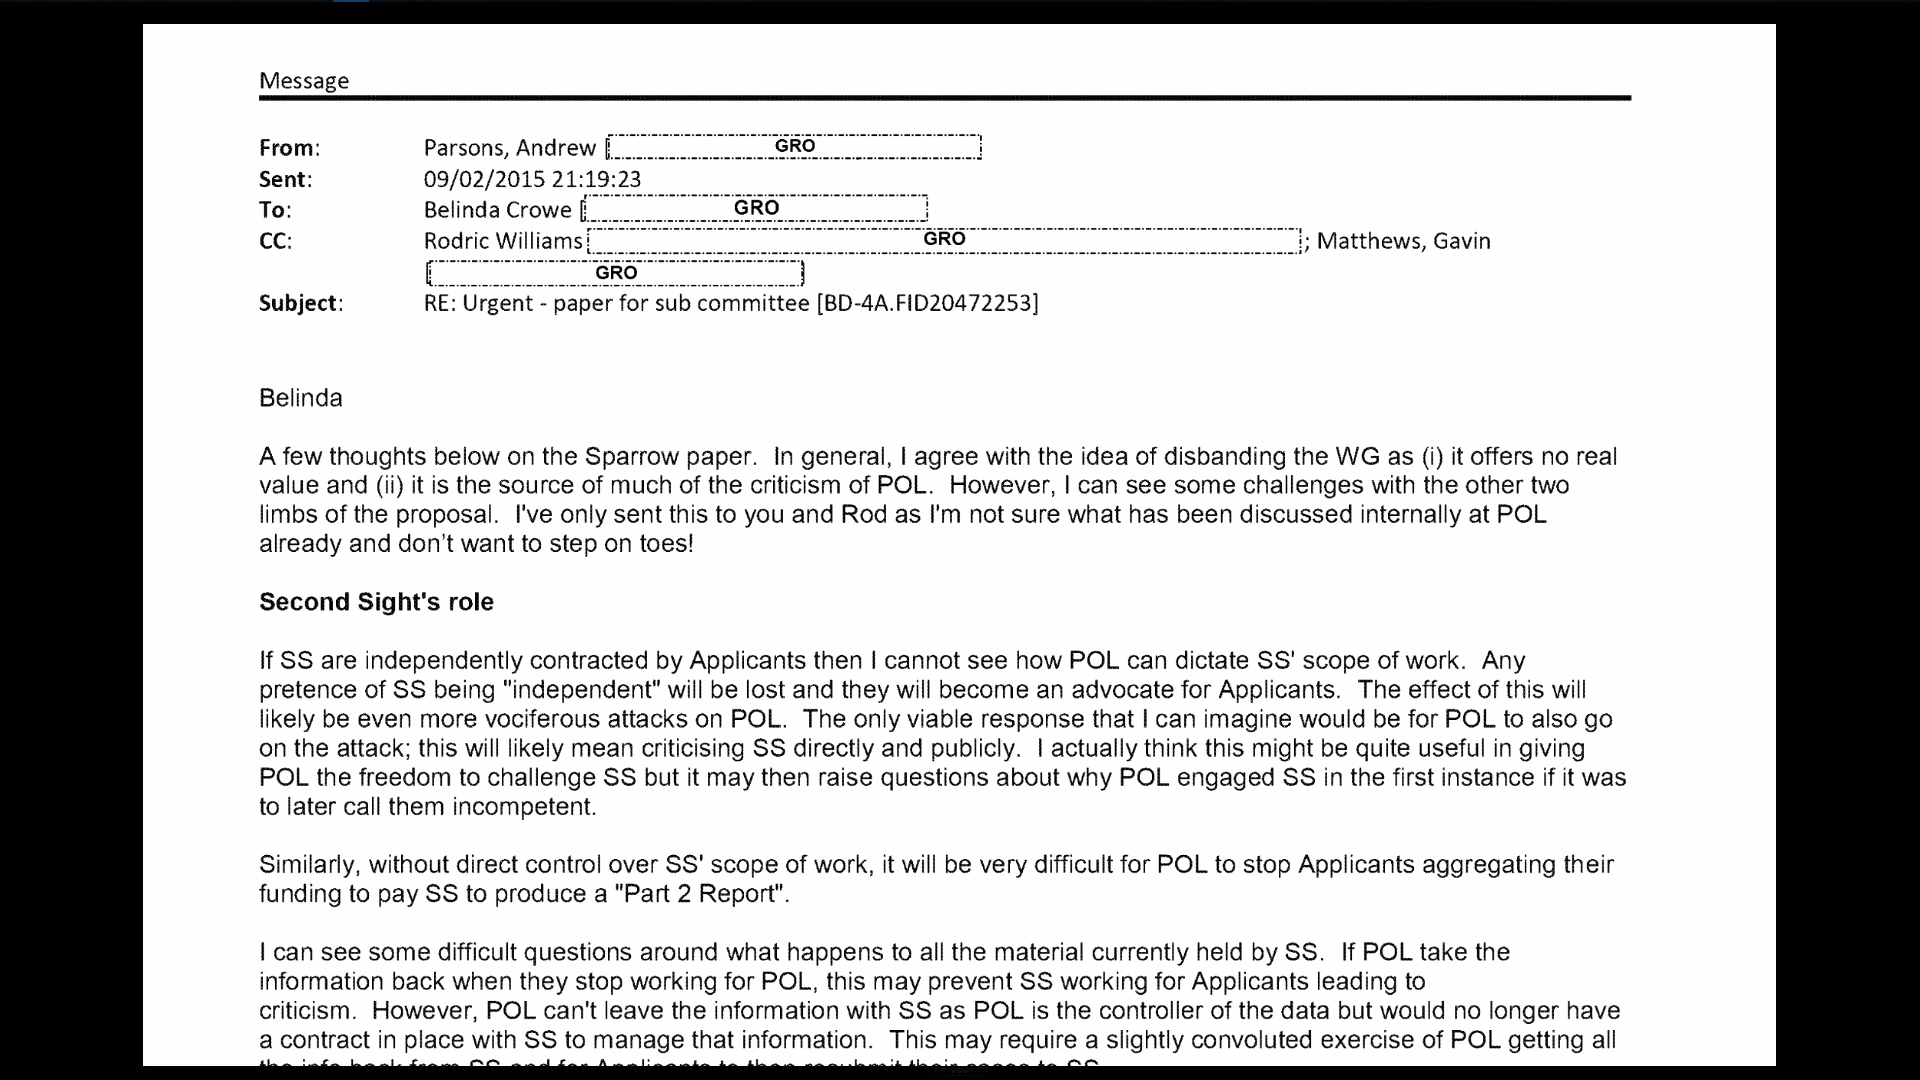 Message
From: Parsons, Andrew [ GRO ]
Sent: 09/02/2015 21:19:23
To: Belinda Crowe [ GRO ]
CC: Rodric Williams [ GRO ]; Matthews, Gavin
[ GRO ]
Subject: RE: Urgent - paper for sub committee [BD-4A.FID20472253]
Belinda
A few thoughts below on the Sparrow paper.  In general, I agree with the idea of disbanding the WG as (i) it offers no real
value and (ii) it is the source of much of the criticism of POL.  However, I can see some challenges with the other two
limbs of the proposal.  I've only sent this to you and Rod as I'm not sure what has been discussed internally at POL
already and don't want to step on toes!
Second Sight's role
If SS are independently contracted by Applicants then I cannot see how POL can dictate SS' scope of work.  Any
pretence of SS being "independent" will be lost and they will become an advocate for Applicants.  The effect of this will
likely be even more vociferous attacks on POL.  The only viable response that I can imagine would be for POL to also go
on the attack; this will likely mean criticising SS directly and publicly.  I actually think this might be quite useful in giving
POL the freedom to challenge SS but it may then raise questions about why POL engaged SS in the first instance if it was
to later call them incompetent.
Similarly, without direct control over SS' scope of work, it will be very difficult for POL to stop Applicants aggregating their
funding to pay SS to produce a "Part 2 Report".
I can see some difficult questions around what happens to all the material currently held by SS.  If POL take the
information back when they stop working for POL, this may prevent SS working for Applicants leading to
criticism.  However, POL can't leave the information with SS as POL is the controller of the data but would no longer have
a contract in place with SS to manage that information.  This may require a slightly convoluted exercise of POL getting all
the info back from SS and for Applicants to then resubmit their cases to SS.